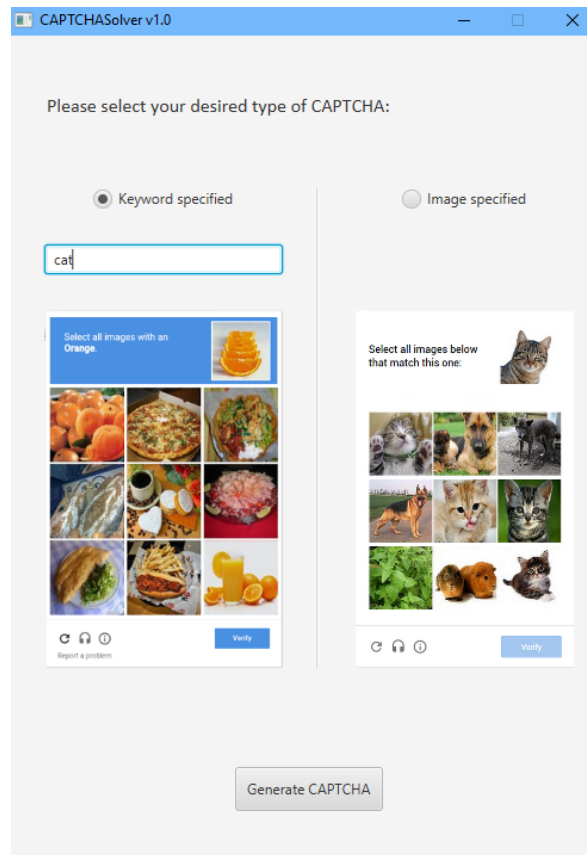 CAPTCHASolver v1.0
Please select your desired type of CAPTCHA:
Keyword specified
Image specified
cat
Select all images with an
Orange.
Verify
Report a problem
Select all images below
that match this one:
Verify
Generate CAPTCHA